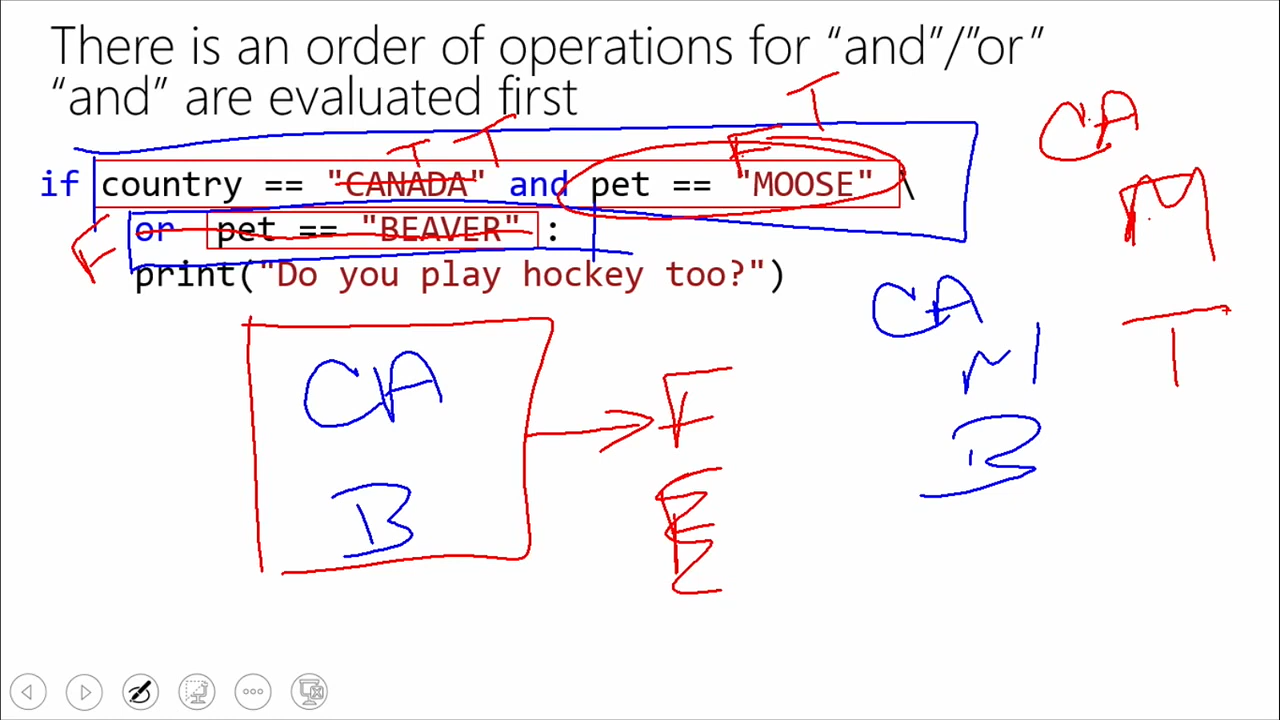 There is an order of operations for “and”/”or”
“and” are evaluated first
T
CA
T T F
if country == "CANADA" and pet == "MOOSE" \
M
F or pet == "BEAVER" :
print("Do you play hockey too?")
CA
T
M
CA
F
B
B